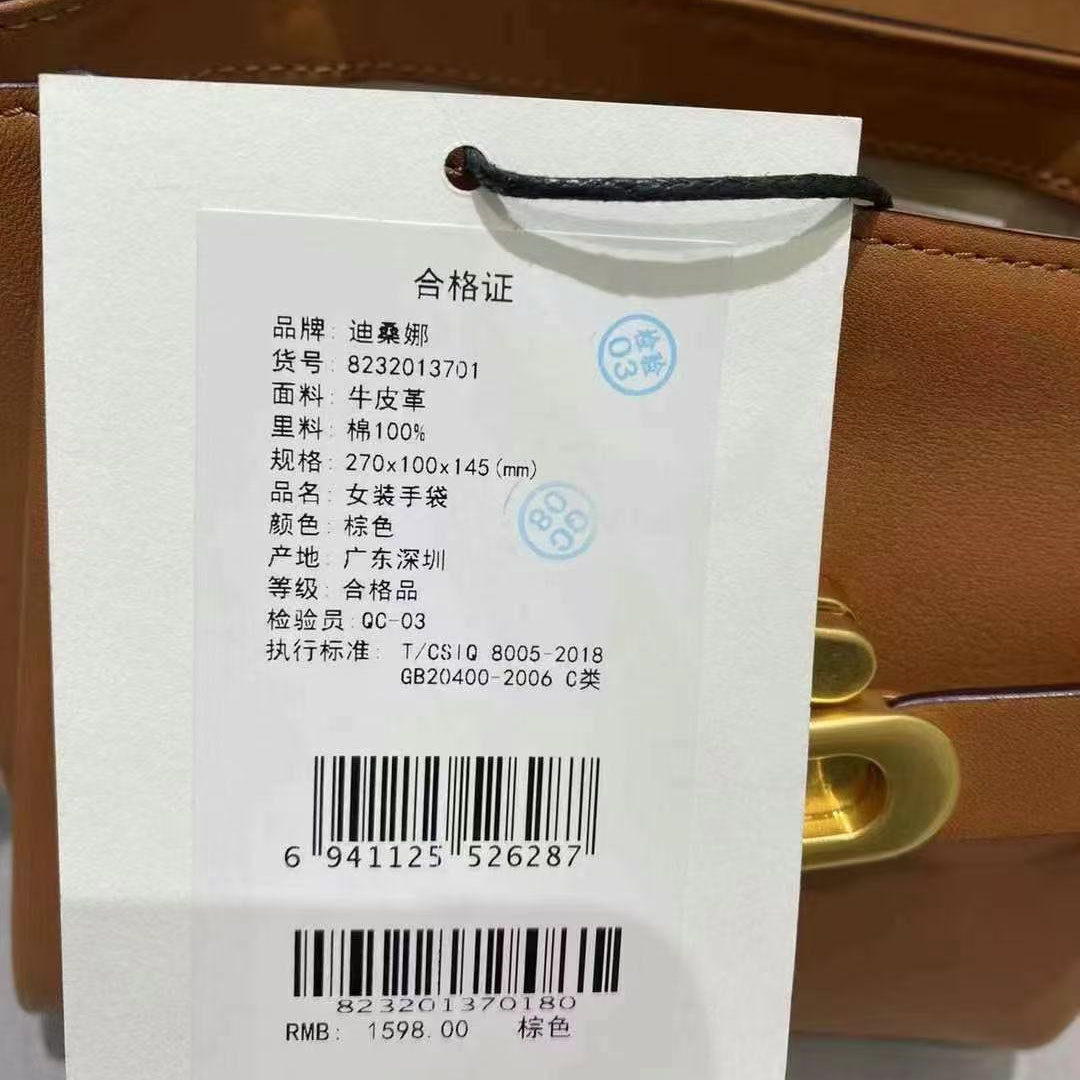 合格证
品牌: 迪桑娜
货号: 8232013701
面料: 牛皮革
里料: 棉100%
规格: 270x100x145(mm)
品名: 女装手袋
颜色: 棕色
产地: 广东深圳
等级: 合格品
检验员: QC-03
执行标准: T/CSIQ 8005-2018
GB20400-2006 C类
检验
03
6 941125 526287
823201370180
RMB: 1598.00 棕色